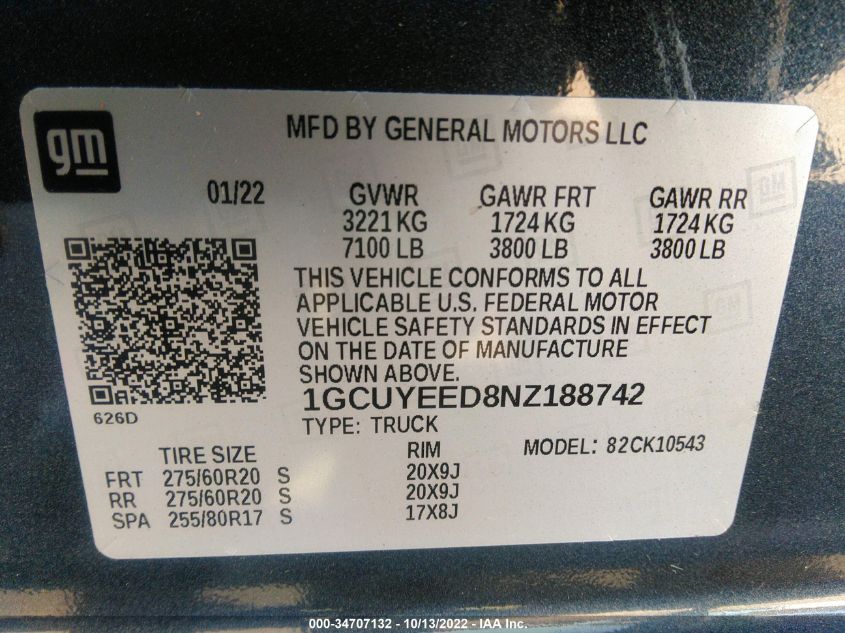 gm
MFD BY GENERAL MOTORS LLC
01/22 GVWR GAWR FRT GAWR RR
3221 KG 1724 KG 1724 KG
7100 LB 3800 LB 3800 LB
THIS VEHICLE CONFORMS TO ALL
APPLICABLE U.S. FEDERAL MOTOR
VEHICLE SAFETY STANDARDS IN EFFECT
ON THE DATE OF MANUFACTURE
SHOWN ABOVE.
1GCUYEED8NZ188742
626D
TYPE: TRUCK
TIRE SIZE RIM MODEL: 82CK10543
FRT 275/60R20 S 20X9J
RR 275/60R20 S 20X9J
SPA 255/80R17 S 17X8J
000-34707132 - 10/13/2022 - IAA Inc.